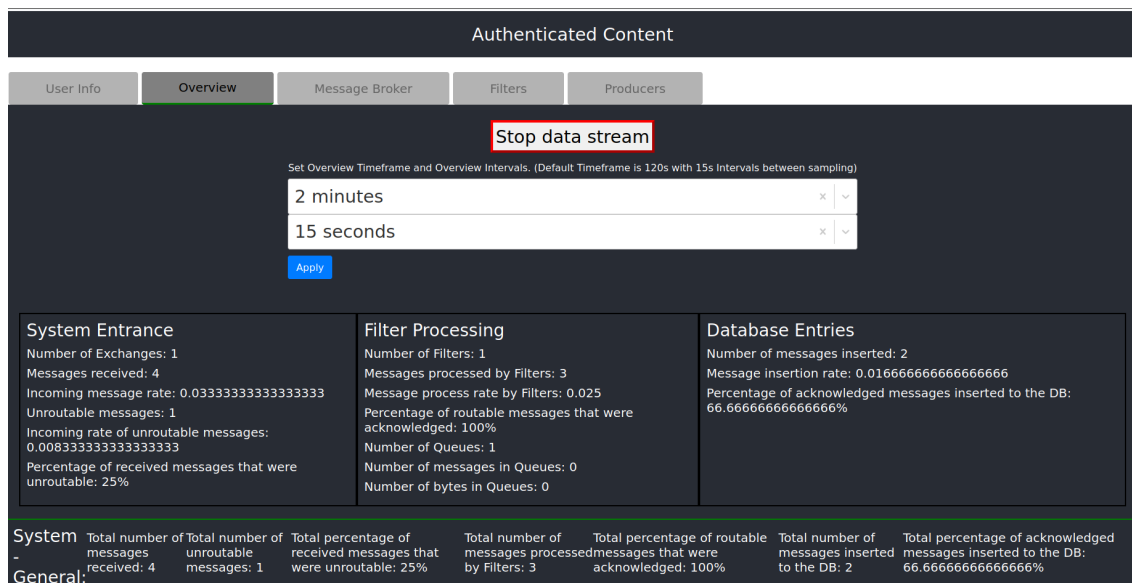 Authenticated Content
User Info
Overview
Message Broker
Filters
Producers
Stop data stream
Set Overview Timeframe and Overview Intervals. (Default Timeframe is 120s with 15s Intervals between sampling)
2 minutes
15 seconds
Apply
System Entrance
Number of Exchanges: 1
Messages received: 4
Incoming message rate: 0.03333333333333333
Unroutable messages: 1
Incoming rate of unroutable messages:
0.008333333333333333
Percentage of received messages that were
unroutable: 25%
Filter Processing
Number of Filters: 1
Messages processed by Filters: 3
Message process rate by Filters: 0.025
Percentage of routable messages that were
acknowledged: 100%
Number of Queues: 1
Number of messages in Queues: 0
Number of bytes in Queues: 0
Database Entries
Number of messages inserted: 2
Message insertion rate: 0.016666666666666666
Percentage of acknowledged messages inserted to the DB:
66.66666666666666%
System
-
General:
Total number of
messages
received: 4
Total number of
unroutable
messages: 1
Total percentage of
received messages that
were unroutable: 25%
Total number of
messages processed
by Filters: 3
Total percentage of routable
messages that were
acknowledged: 100%
Total number of
messages inserted
to the DB: 2
Total percentage of acknowledged
messages inserted to the DB:
66.66666666666666%